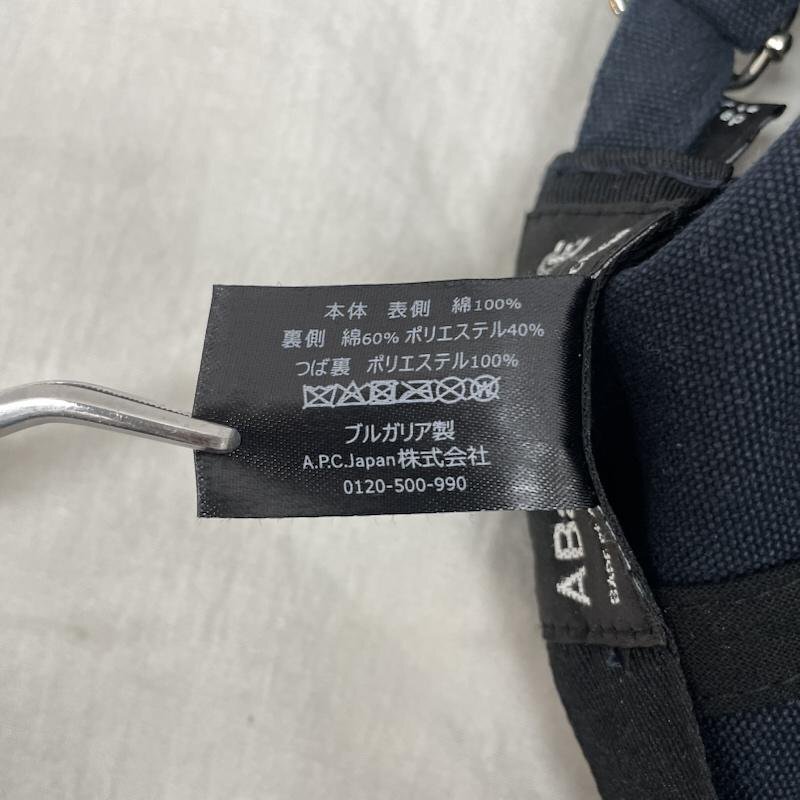 本体 表側 綿100%
裏側 綿60% ポリエステル40%
つば裏 ポリエステル100%
ブルガリア製
A.P.C.Japan株式会社
0120-500-990